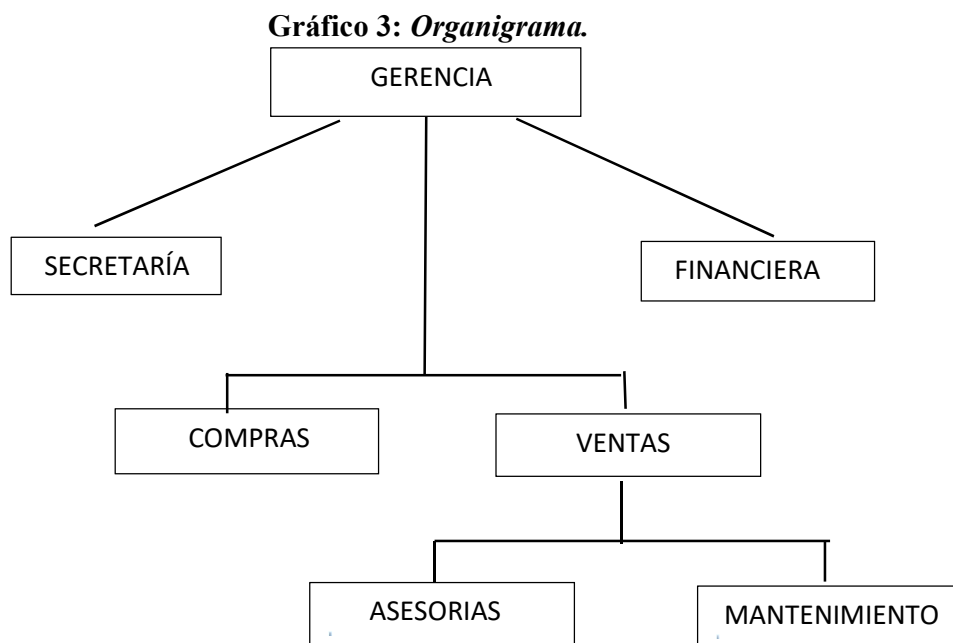 Gráfico 3: Organigrama.
GERENCIA
SECRETARÍA
FINANCIERA
COMPRAS
VENTAS
ASESORIAS
MANTENIMIENTO